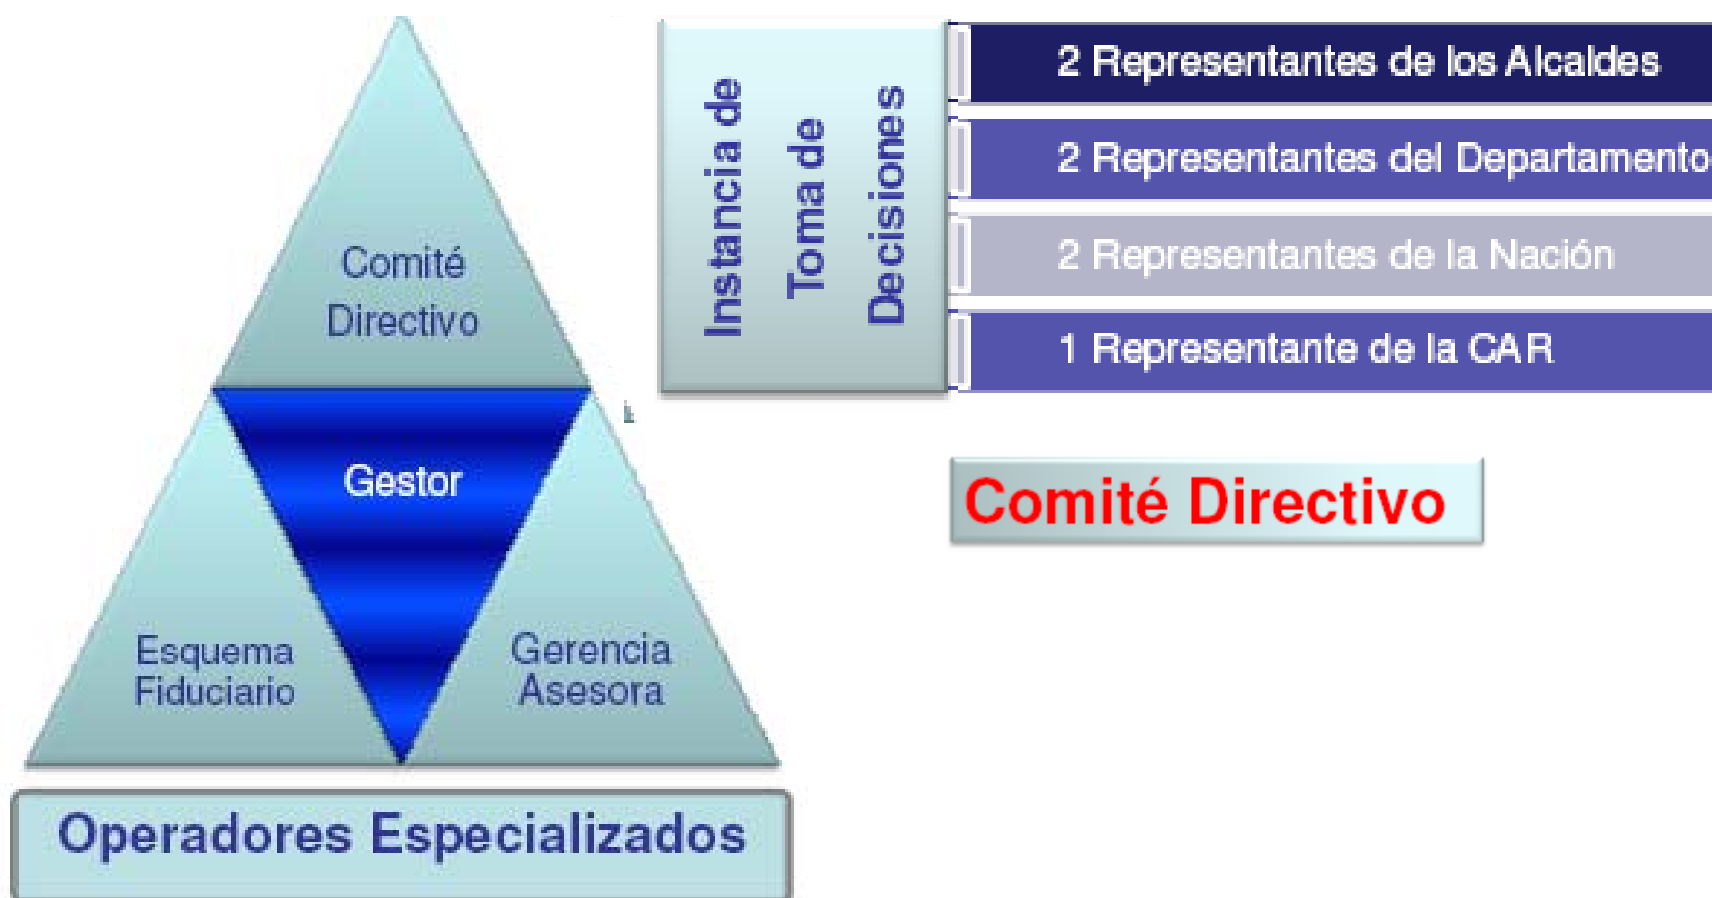 Comité
Directivo
Gestor
Esquema
Fiduciario
Gerencia
Asesora
Operadores Especializados
Instancia de
Toma de
Decisiones
2 Representantes de los Alcaldes
2 Representantes del Departamento
2 Representantes de la Nación
1 Representante de la CAR
Comité Directivo